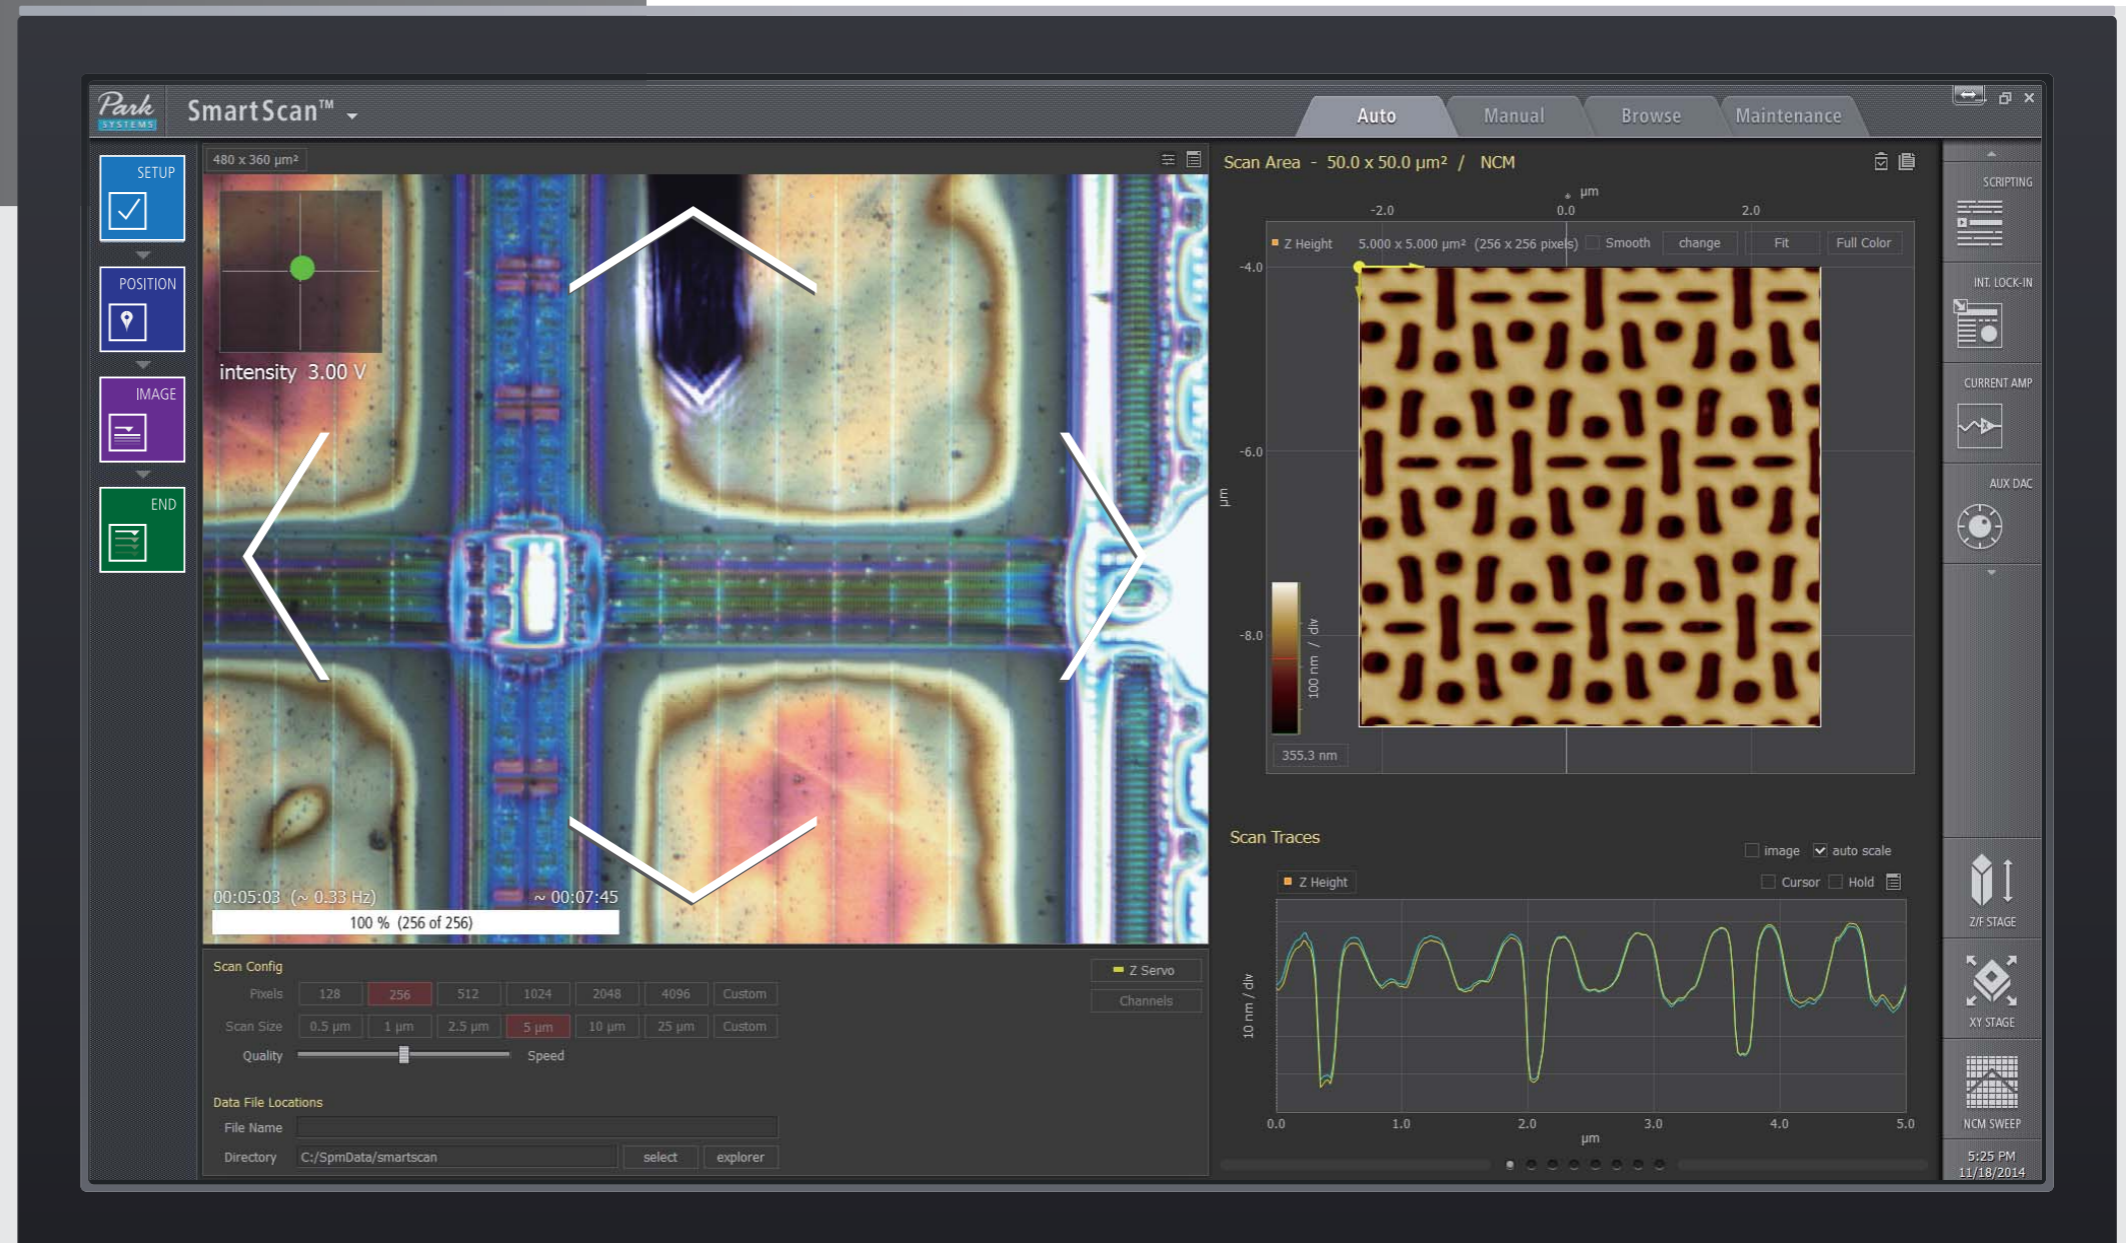 Park
SYSTEMS
SmartScan™
Auto
Manual
Browse
Maintenance
SETUP
POSITION
IMAGE
END
480 x 360 µm²
intensity 3.00 V
00:05:03 (~ 0.33 Hz)
~ 00:07:45
100 % (256 of 256)
Scan Config
Pixels 128 256 512 1024 2048 4096 Custom
Scan Size 0.5 µm 1 µm 2.5 µm 5 µm 10 µm 25 µm Custom
Quality Speed
Z Servo
Channels
Data File Locations
File Name
Directory C:/SpmData/smartscan select explorer
Scan Area - 50.0 x 50.0 µm² / NCM
µm
-2.0 0.0 2.0
Z Height 5.000 x 5.000 µm² (256 x 256 pixels) Smooth change Fit Full Color
-4.0
-6.0
µm
-8.0
100 nm / div
355.3 nm
Scan Traces
image auto scale
Z Height
Cursor Hold
10 nm / div
0.0 1.0 2.0 3.0 4.0 5.0
µm
SCRIPTING
INT. LOCK-IN
CURRENT AMP
AUX DAC
Z/F STAGE
XY STAGE
NCM SWEEP
5:25 PM
11/18/2014